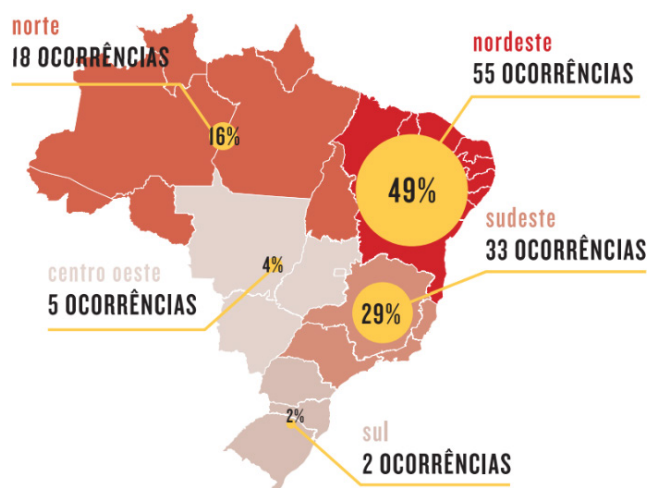 norte
18 OCORRÊNCIAS
16%
nordeste
55 OCORRÊNCIAS
49%
sudeste
33 OCORRÊNCIAS
29%
centro oeste
5 OCORRÊNCIAS
4%
sul
2 OCORRÊNCIAS
2%